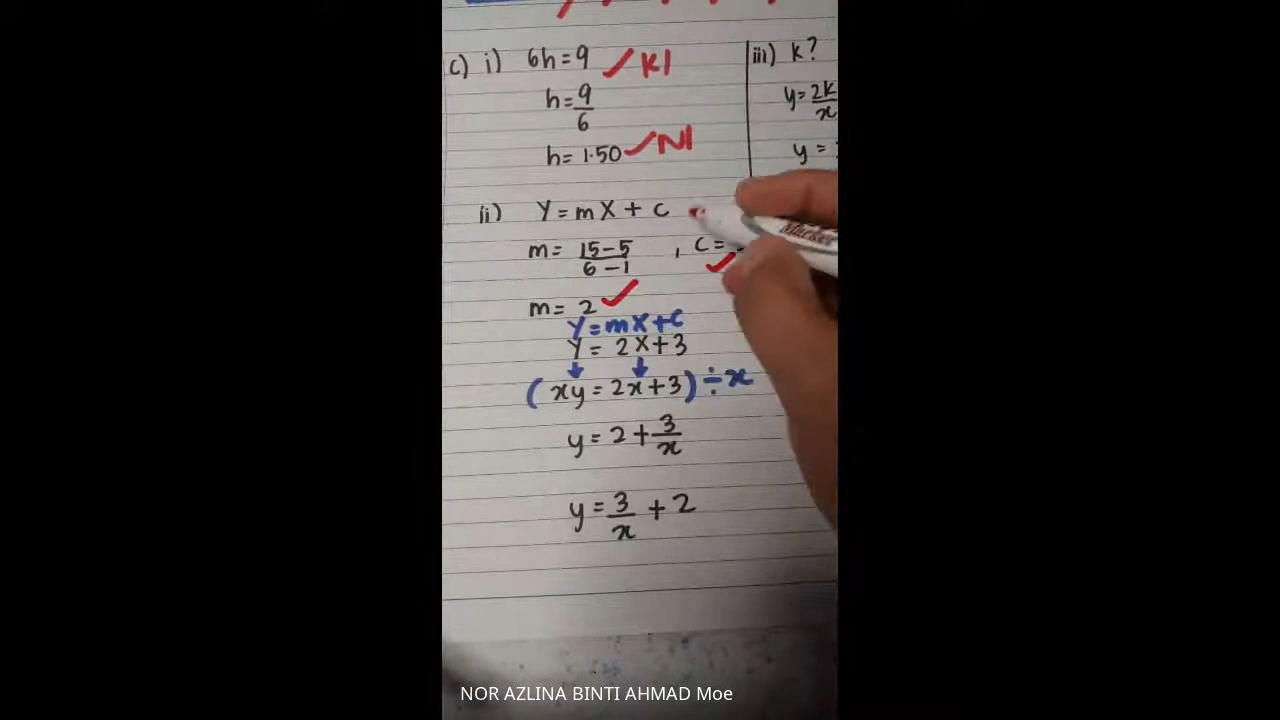 c) i) 6h = 9 ✓ K1
h = 9/6
h = 1.50 ✓ N1
ii) Y = mX + c
m = 15 - 5 / 6 - 1 , c =
✓
m = 2 ✓
Y = mX + c
Y = 2X + 3
( xy = 2x + 3 ) ÷ x
y = 2 + 3/x
y = 3/x + 2
iii) k?
y = 2k/x
y =
Marker
NOR AZLINA BINTI AHMAD Moe